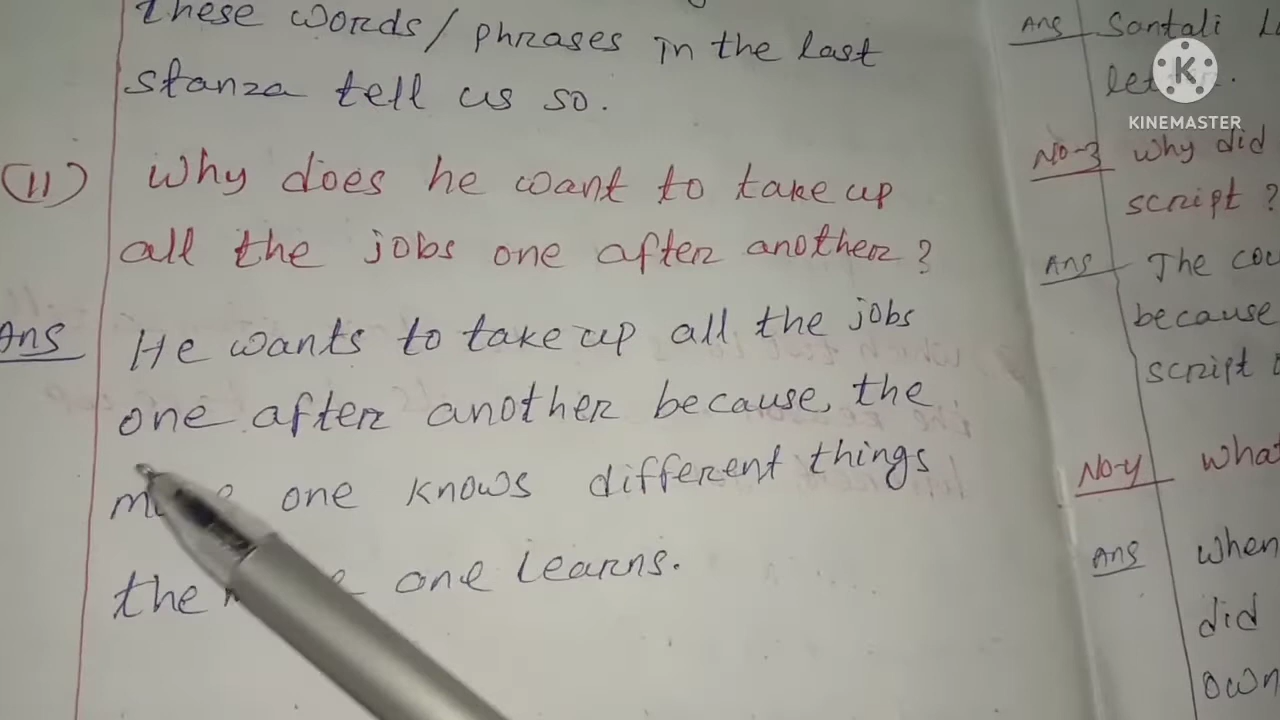 these words/ phrases in the last
stanza tell us so.
(11) Why does he want to take up
all the jobs one after another?
Ans He wants to take up all the jobs
one after another because, the
one knows different things
the one learns.
Ans Santali
KINEMASTER
No-3 Why did
script?
Ans The
because
script
No-4 What
Ans when
did
own